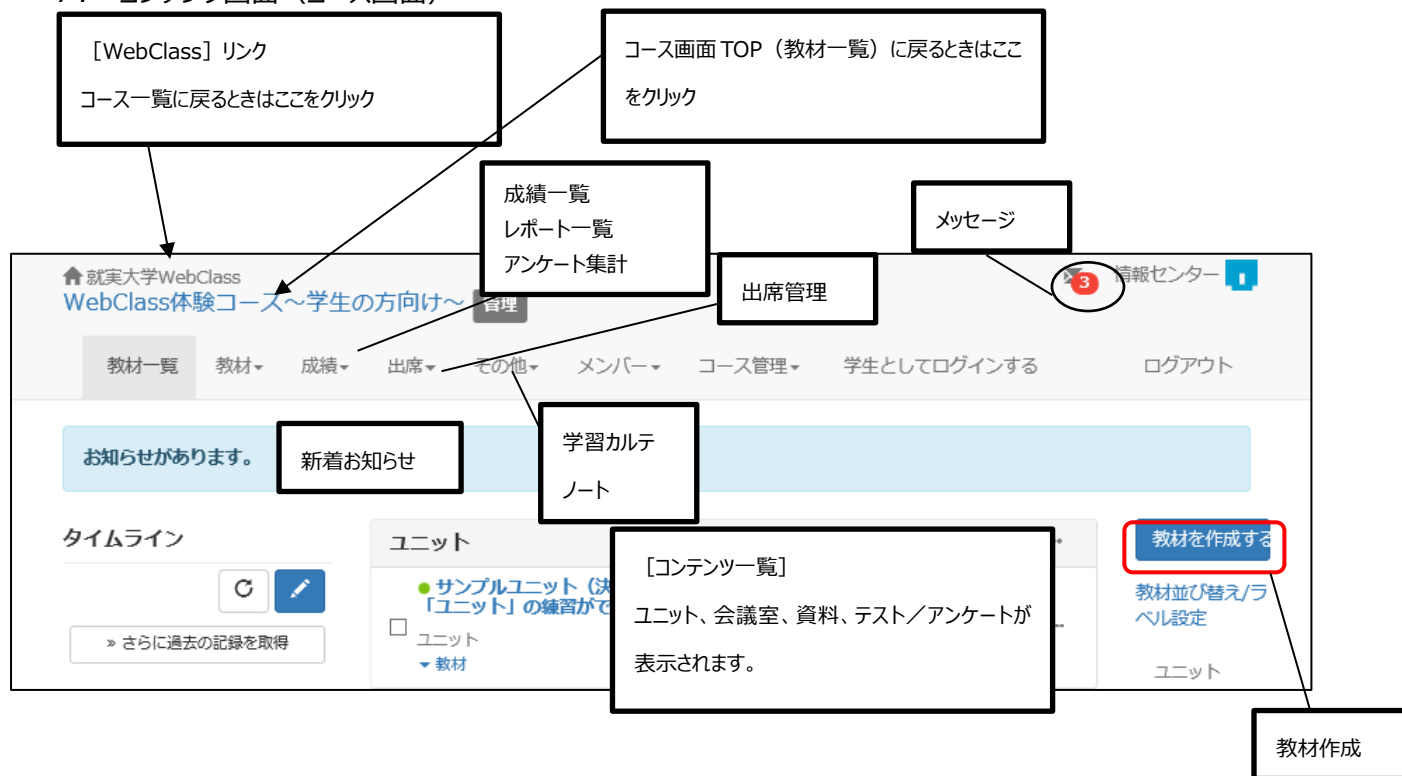 コンテンツ画面（コース画面）
［WebClass］リンク
コース一覧に戻るときはここをクリック
コース画面 TOP（教材一覧）に戻るときはここ
をクリック
成績一覧
レポート一覧
アンケート集計
メッセージ
出席管理
就実大学WebClass
WebClass体験コース～学生の方向け～ 管理
3
情報センター
教材一覧 教材 成績 出席 その他 メンバー コース管理 学生としてログインする ログアウト
お知らせがあります。
新着お知らせ
学習カルテ
ノート
タイムライン
» さらに過去の記録を取得
ユニット
サンプルユニット（決
「ユニット」の練習がで
ユニット
教材
［コンテンツ一覧］
ユニット、会議室、資料、テスト／アンケートが
表示されます。
教材を作成する
教材並び替え/ラ
ベル設定
ユニット
教材作成